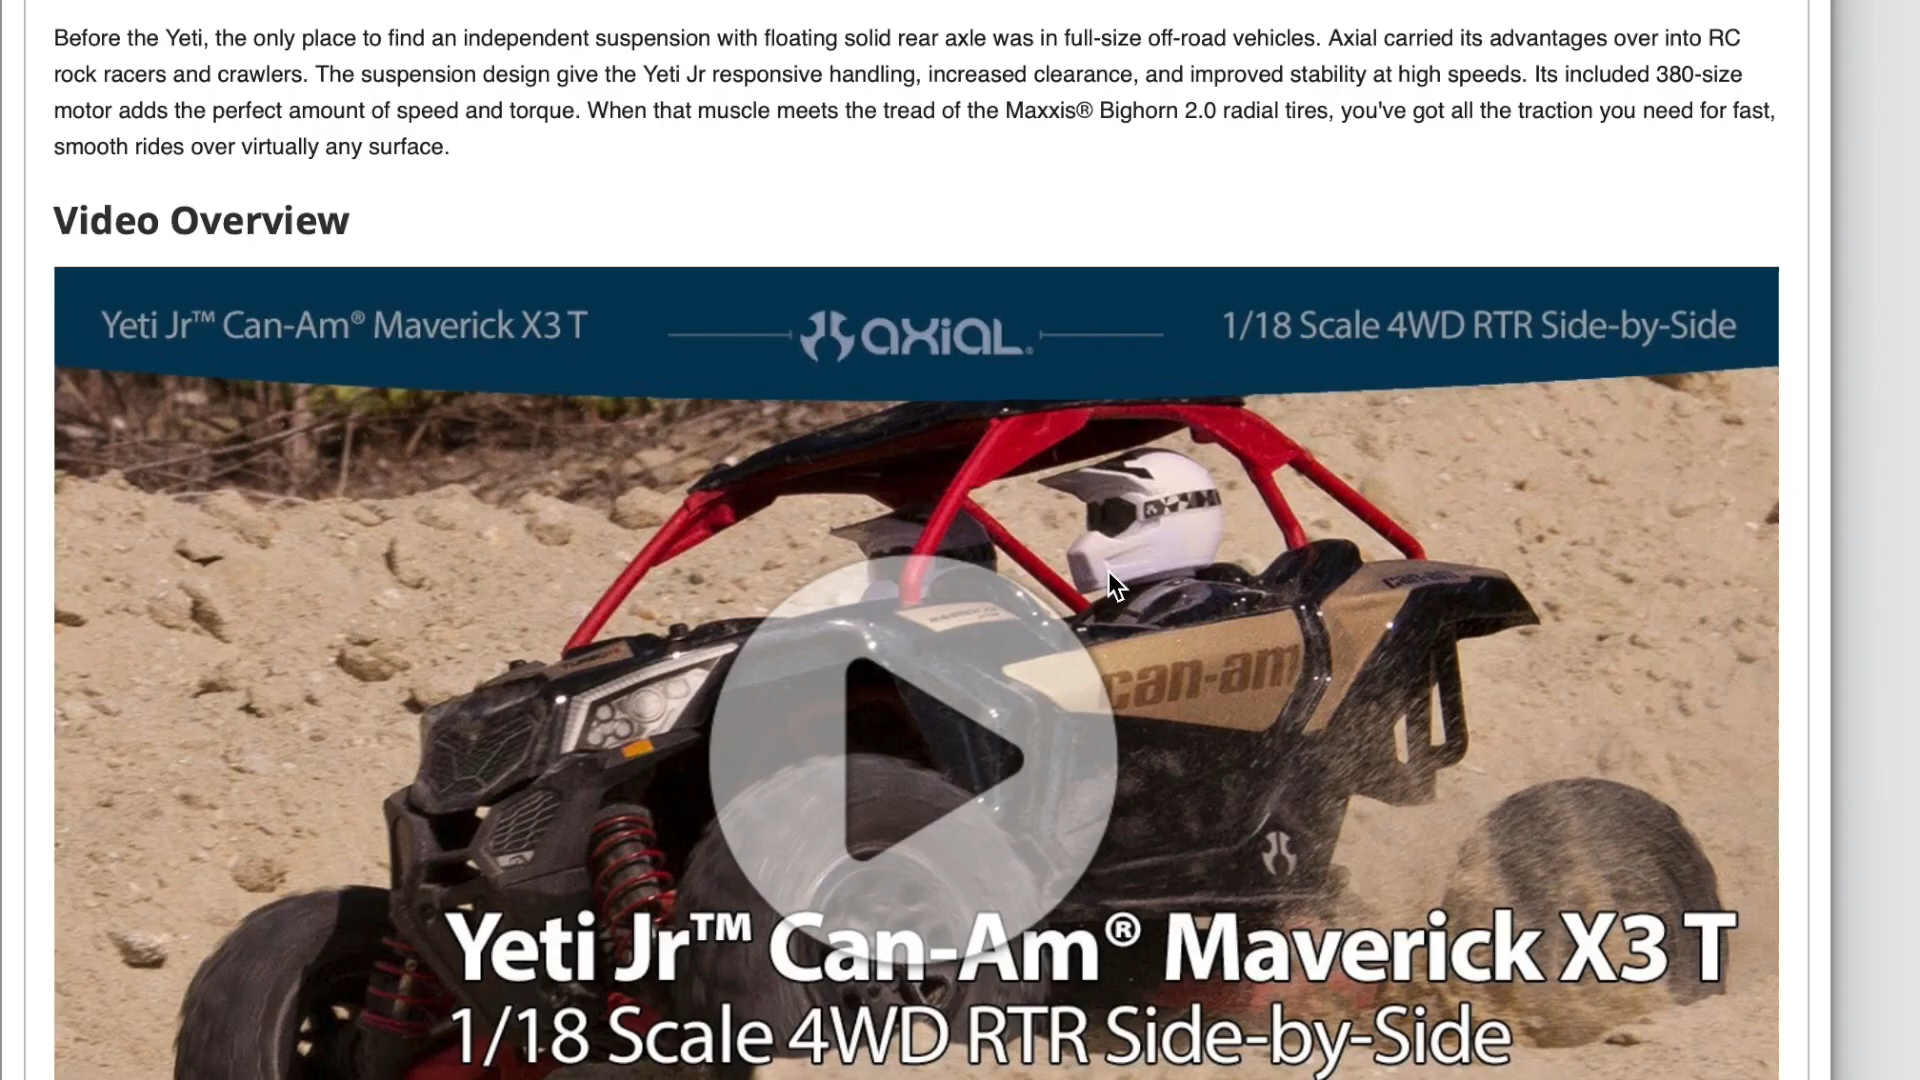 Before the Yeti, the only place to find an independent suspension with floating solid rear axle was in full-size off-road vehicles. Axial carried its advantages over into RC
rock racers and crawlers. The suspension design give the Yeti Jr responsive handling, increased clearance, and improved stability at high speeds. Its included 380-size
motor adds the perfect amount of speed and torque. When that muscle meets the tread of the Maxxis® Bighorn 2.0 radial tires, you've got all the traction you need for fast,
smooth rides over virtually any surface.
Video Overview
Yeti Jr™ Can-Am® Maverick X3 T
AXIAL®
1/18 Scale 4WD RTR Side-by-Side
can-am
can-am
Yeti Jr™ Can-Am® Maverick X3 T
1/18 Scale 4WD RTR Side-by-Side